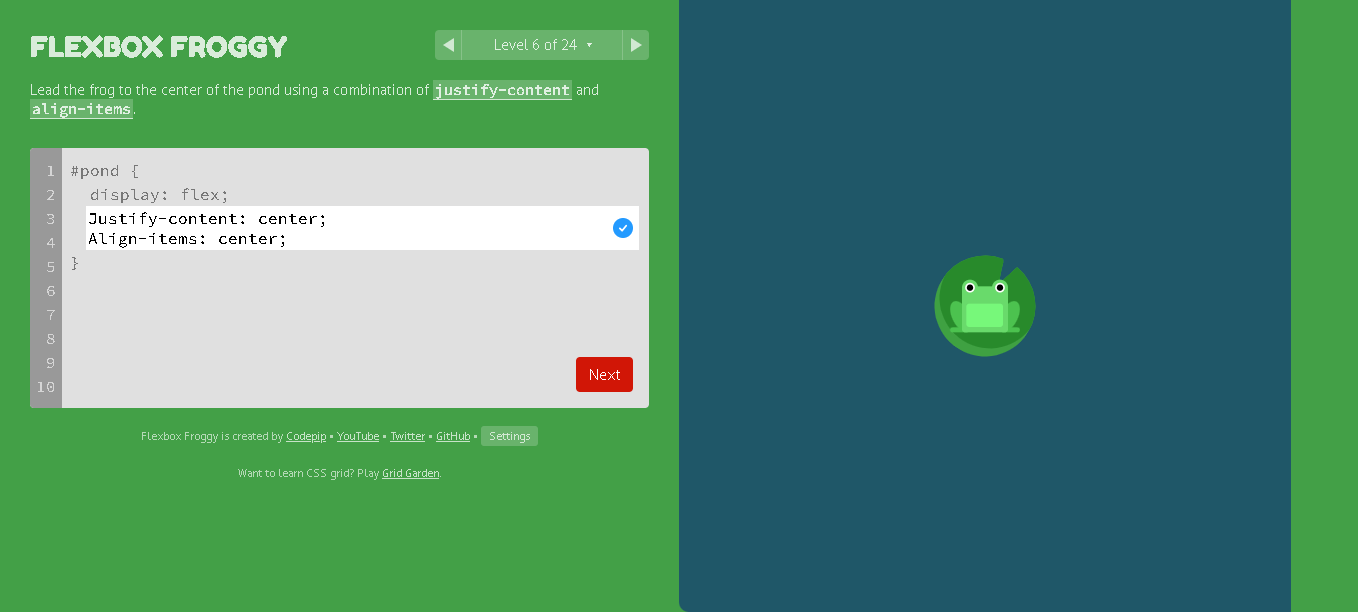 FLEXBOX FROGGY
Level 6 of 24
Lead the frog to the center of the pond using a combination of justify-content and
align-items.
1 #pond {
2 display: flex;
3 Justify-content: center;
4 Align-items: center;
5 }
6
7
8
9
10
Next
Flexbox Froggy is created by Codepip • YouTube • Twitter • GitHub • Settings
Want to learn CSS grid? Play Grid Garden.